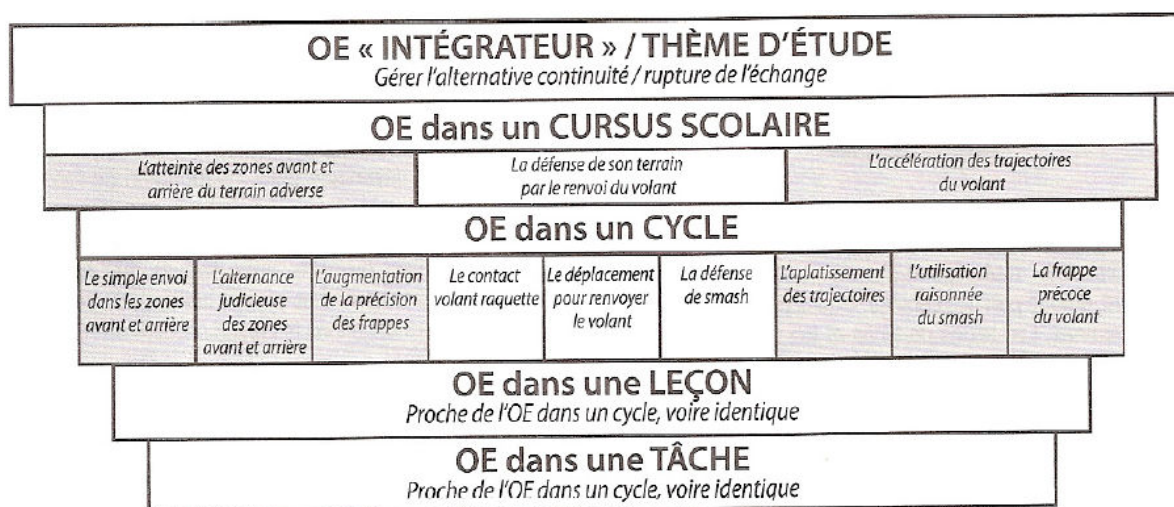 OE « INTÉGRATEUR » / THÈME D'ÉTUDE
Gérer l'alternative continuité / rupture de l'échange
OE dans un CURSUS SCOLAIRE
L'atteinte des zones avant et
arrière du terrain adverse
La défense de son terrain
par le renvoi du volant
L'accélération des trajectoires
du volant
OE dans un CYCLE
Le simple envoi
dans les zones
avant et arrière
L'alternance
judicieuse
des zones
avant et arrière
L'augmentation
de la précision
des frappes
Le contact
volant raquette
Le déplacement
pour renvoyer
le volant
La défense
de smash
L'aplatissement
des trajectoires
L'utilisation
raisonnée
du smash
La frappe
précoce
du volant
OE dans une LEÇON
Proche de l'OE dans un cycle, voire identique
OE dans une TÂCHE
Proche de l'OE dans un cycle, voire identique